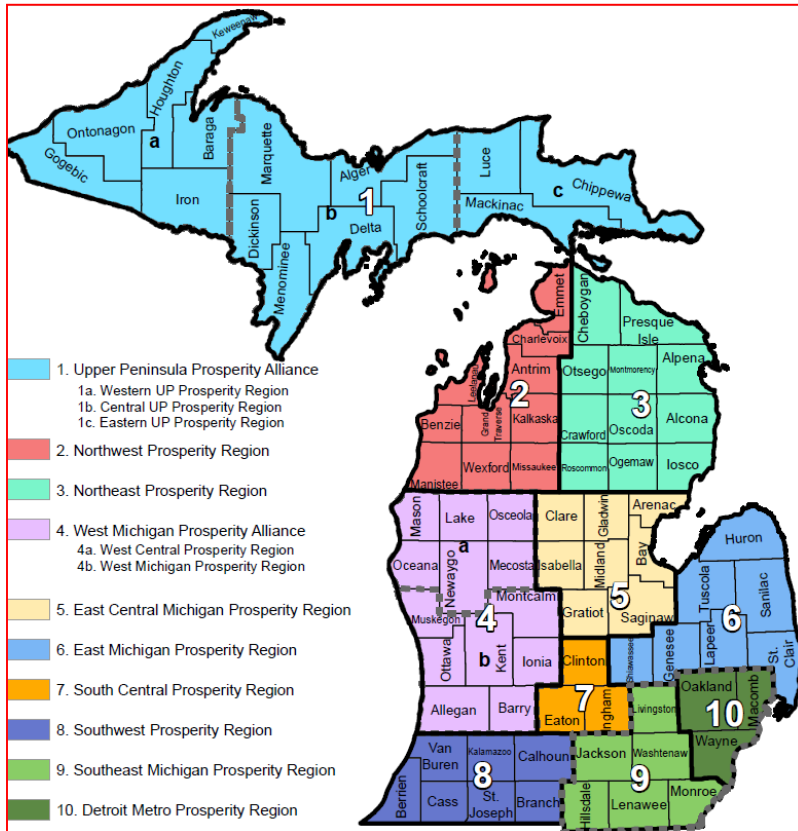 Keweenaw
Houghton
Ontonagon
a
Baraga
Gogebic
Iron
Marquette
Alger
1
Luce
Schoolcraft
c
Chippewa
Mackinac
b
Dickinson
Delta
Menominee
Emmet
Cheboygan
Presque
Isle
Charlevoix
Antrim
Otsego
Montmorency
Alpena
Leelanau
2
3
Benzie
Grand
Traverse
Kalkaska
Crawford
Oscoda
Alcona
Manistee
Wexford
Missaukee
Roscommon
Ogemaw
Iosco
1. Upper Peninsula Prosperity Alliance
1a. Western UP Prosperity Region
1b. Central UP Prosperity Region
1c. Eastern UP Prosperity Region
2. Northwest Prosperity Region
3. Northeast Prosperity Region
4. West Michigan Prosperity Alliance
4a. West Central Prosperity Region
4b. West Michigan Prosperity Region
5. East Central Michigan Prosperity Region
6. East Michigan Prosperity Region
7. South Central Prosperity Region
8. Southwest Prosperity Region
9. Southeast Michigan Prosperity Region
10. Detroit Metro Prosperity Region
Mason
Lake
Osceola
Clare
Gladwin
Arenac
a
Oceana
Newaygo
Mecosta
Isabella
Midland
Bay
Huron
Montcalm
Muskegon
4
Gratiot
5
Saginaw
Tuscola
Sanilac
6
Ottawa
Kent
b
Ionia
Clinton
Shiawassee
Genesee
Lapeer
St.
Clair
Allegan
Barry
7
Eaton
Ingham
Livingston
Oakland
Macomb
10
Van
Buren
Kalamazoo
Calhoun
Jackson
Washtenaw
Wayne
8
9
Berrien
Cass
St.
Joseph
Branch
Hillsdale
Lenawee
Monroe